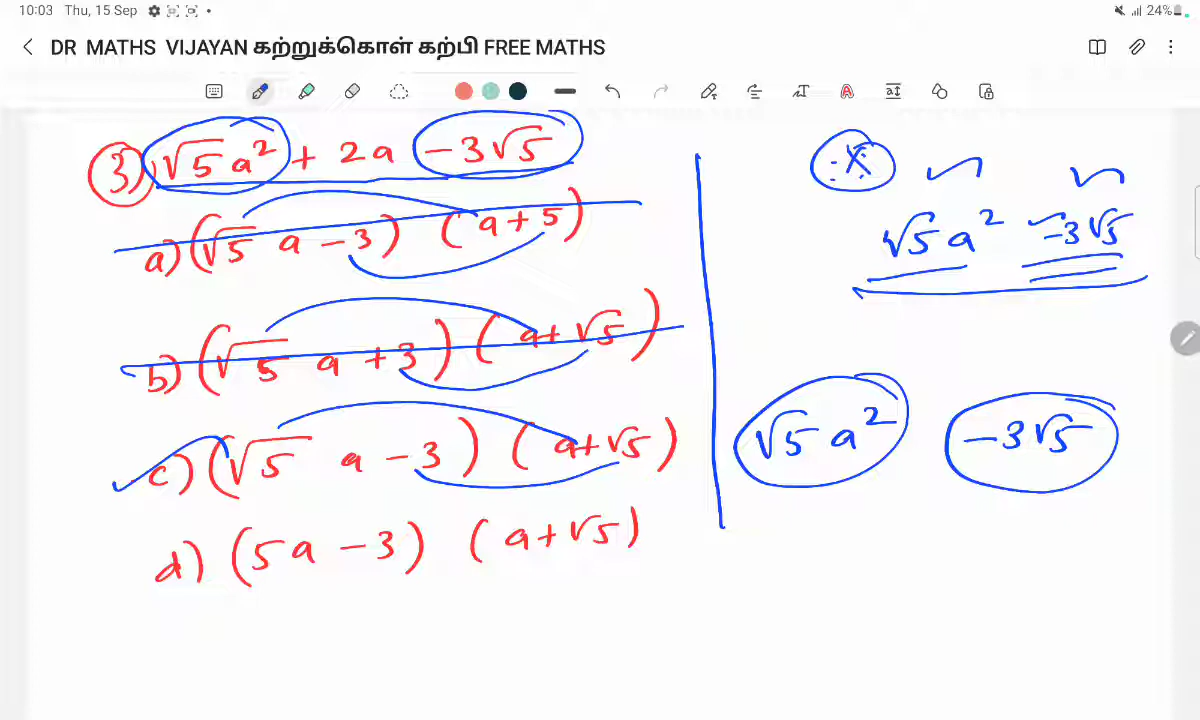 10:03 Thu, 15 Sep
24%
DR MATHS VIJAYAN கற்றுக்கொள் கற்பி FREE MATHS
3) √5 a² + 2a - 3√5
a) (√5 a - 3) (a + 5)
b) (√5 a + 3) (a + √5)
c) (√5 a - 3) (a + √5)
d) (5a - 3) (a + √5)
√5 a² -3√5
√5 a² -3√5